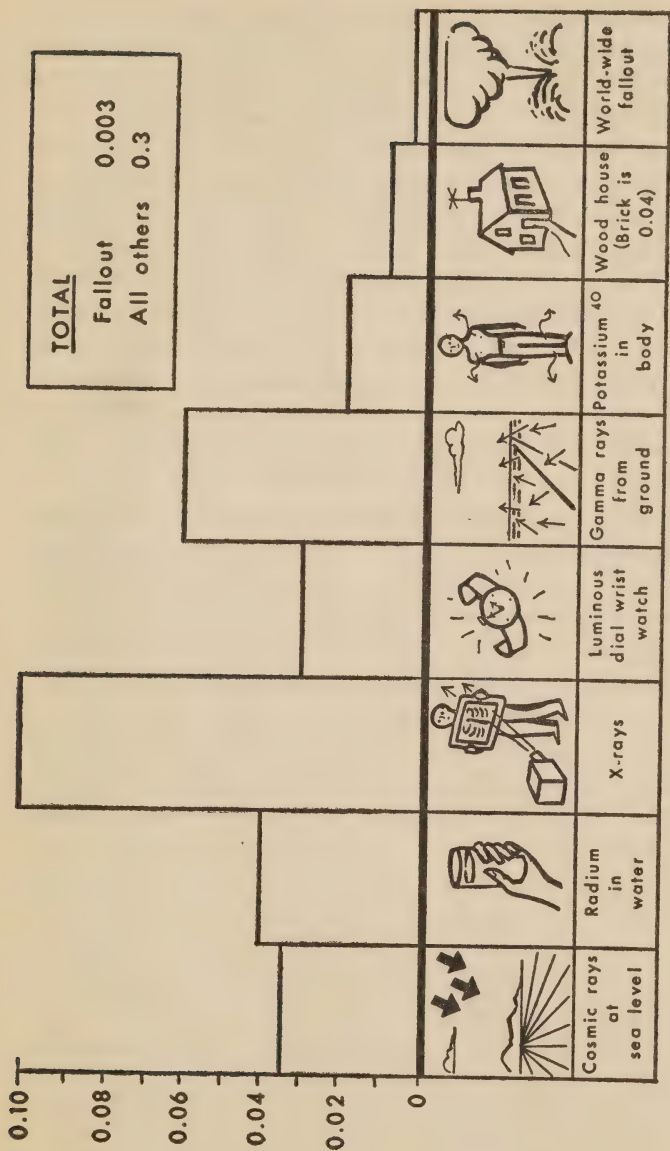 TOTAL
Fallout 0.003
All others 0.3
0.10
0.08
0.06
0.04
0.02
0
Cosmic rays
at
sea level
Radium
in
water
X-rays
Luminous
dial wrist
watch
Gamma rays
from
ground
Potassium 40
in
body
Wood house
(Brick is
0.04)
World-wide
fallout